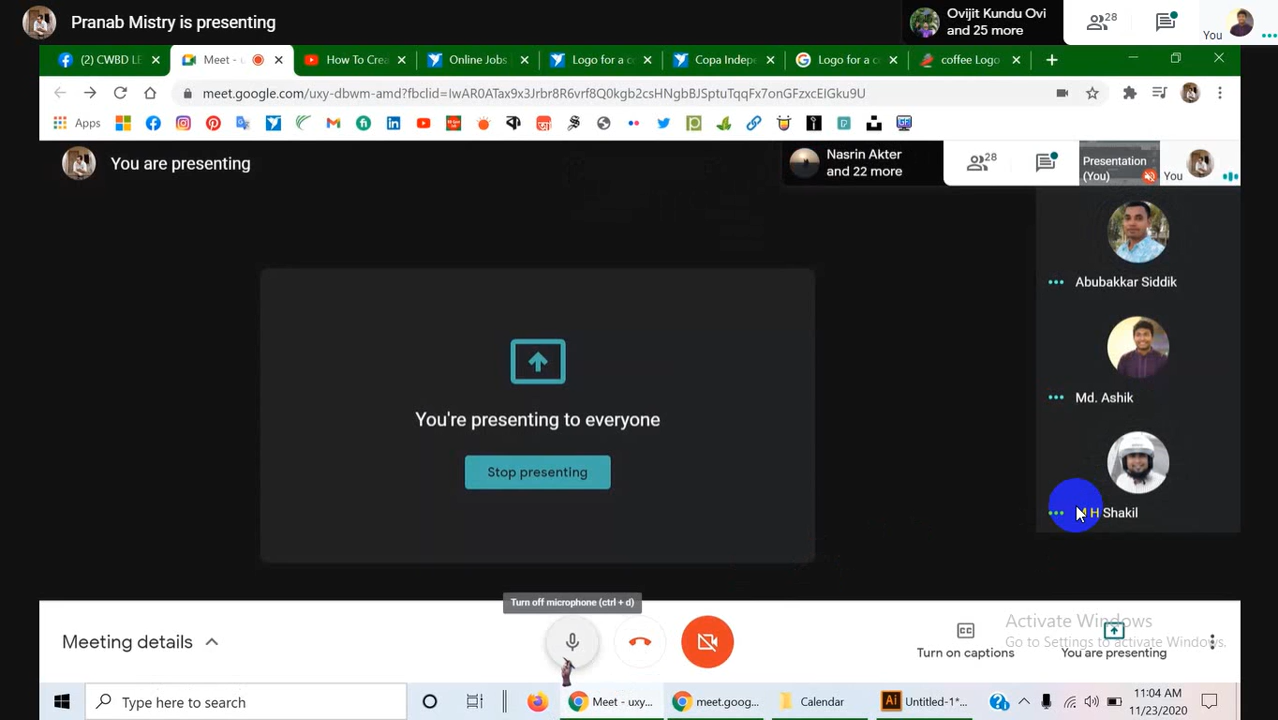 Pranab Mistry is presenting
Ovijit Kundu Ovi
and 25 more
28
You
(2) CWBD LE
Meet - u
How To Crea
Online Jobs
Logo for a c
Copa Indep
Logo for a c
coffee Logo
meet.google.com/uxy-dbwm-amd?fbclid=IwAR0ATax9x3Jrbr8R6vrf8Q0kgb2csHNgbBJSptuTqqFx7onGFzxcEIGku9U
Apps
You are presenting
Nasrin Akter
and 22 more
28
Presentation
(You)
You
Abubakkar Siddik
Md. Ashik
M H Shakil
You're presenting to everyone
Stop presenting
Turn off microphone (ctrl + d)
Meeting details
Turn on captions
You are presenting
Activate Windows
Go to Settings to activate Windows.
Type here to search
Meet - uxy...
meet.goog...
Calendar
Ai
Untitled-1*...
11:04 AM
11/23/2020